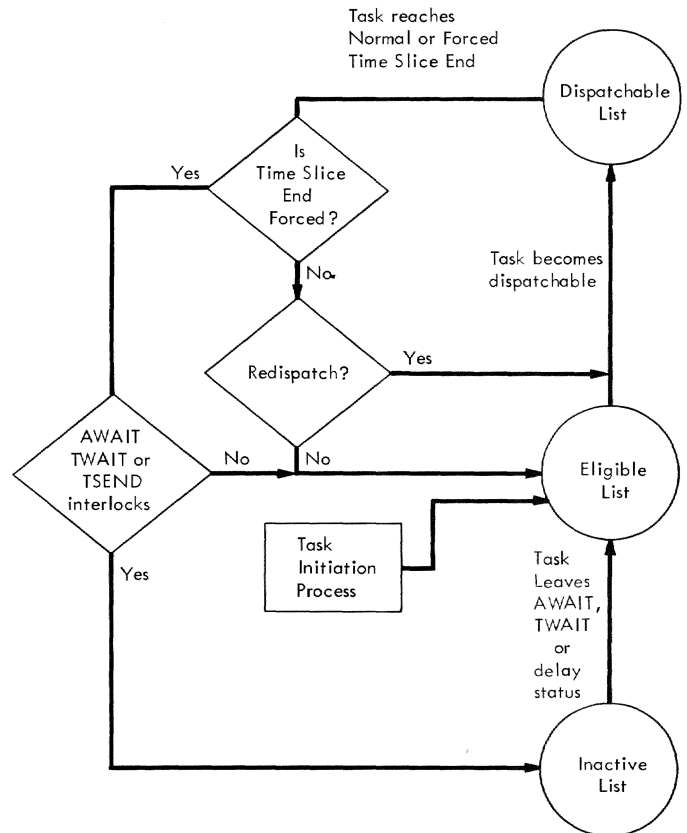 Task reaches
Normal or Forced
Time Slice End
Dispatchable
List
Is
Time Slice
End
Forced?
Yes
No
Task becomes
dispatchable
Redispatch?
Yes
AWAIT
TWAIT or
TSEND
interlocks
No
No
Eligible
List
Yes
Task
Initiation
Process
Task
Leaves
AWAIT,
TWAIT
or
delay
status
Inactive
List